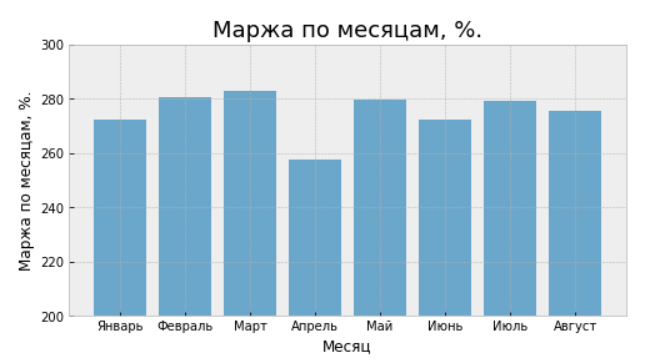 Маржа по месяцам, %.
Маржа по месяцам, %.
300
280
260
240
220
200
Январь Февраль Март Апрель Май Июнь Июль Август
Месяц